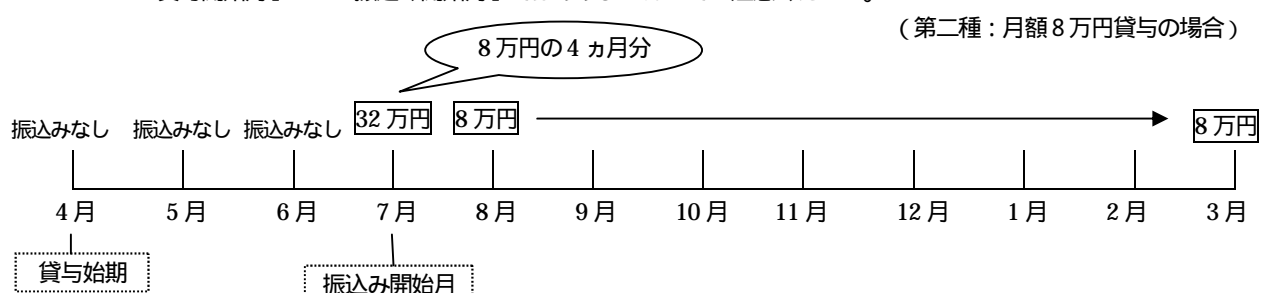 （第二種：月額８万円貸与の場合）
8万円の4ヵ月分
振込みなし 振込みなし 振込みなし 32万円 8万円 8万円
4月 5月 6月 7月 8月 9月 10月 11月 12月 1月 2月 3月
貸与始期 振込み開始月